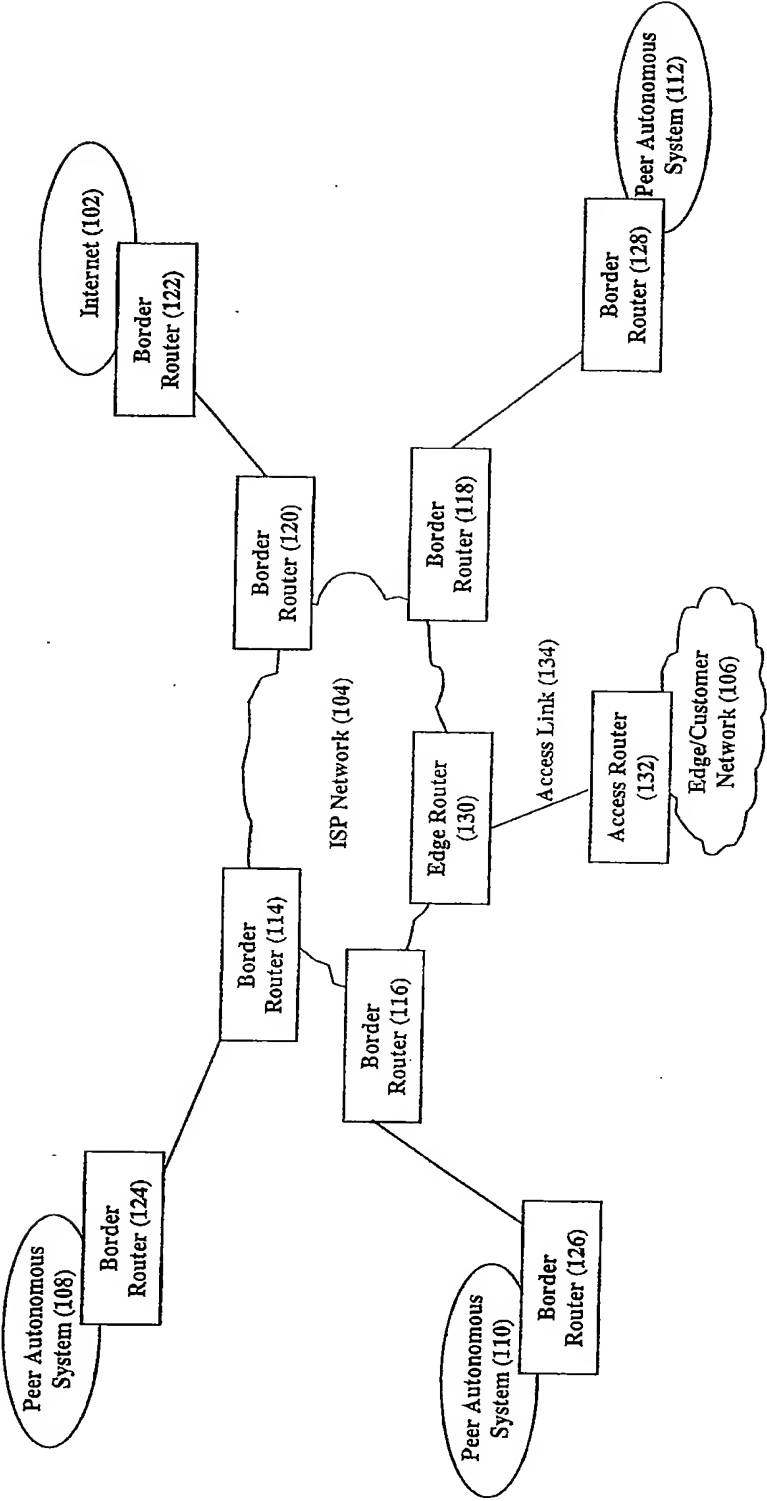 Peer Autonomous
System (108)
Border
Router (124)
Internet (102)
Border
Router (122)
Border
Router (114)
Border
Router (120)
ISP Network (104)
Border
Router (116)
Edge Router
(130)
Border
Router (118)
Peer Autonomous
System (110)
Border
Router (126)
Access Link (134)
Access Router
(132)
Edge/Customer
Network (106)
Border
Router (128)
Peer Autonomous
System (112)